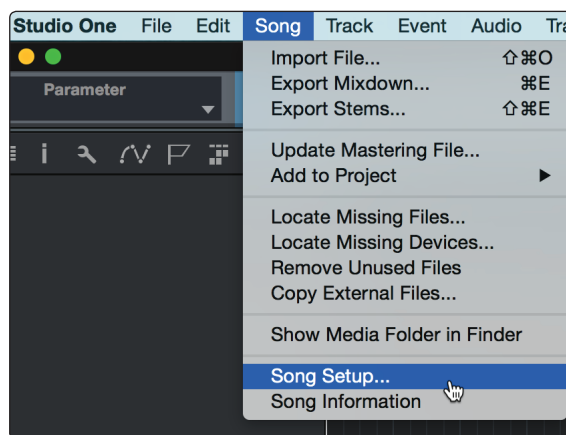 Studio One File Edit Song Track Event Audio
Parameter
Import File... ⇧⌘O
Export Mixdown... ⌘E
Export Stems... ⇧⌘E
Update Mastering File...
Add to Project
Locate Missing Files...
Locate Missing Devices...
Remove Unused Files
Copy External Files...
Show Media Folder in Finder
Song Setup...
Song Information